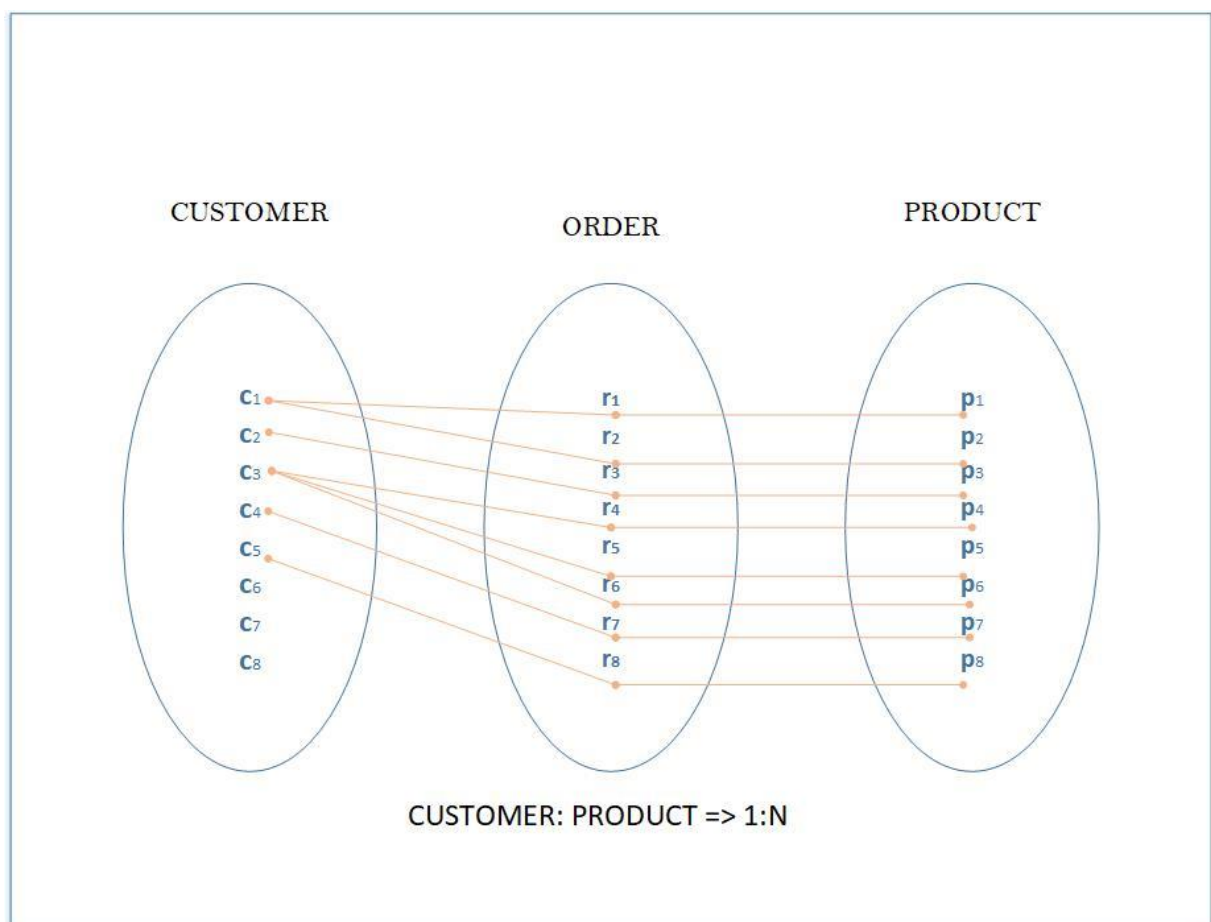 CUSTOMER
ORDER
PRODUCT
c1
c2
c3
c4
c5
c6
c7
c8
r1
r2
r3
r4
r5
r6
r7
r8
p1
p2
p3
p4
p5
p6
p7
p8
CUSTOMER: PRODUCT => 1:N